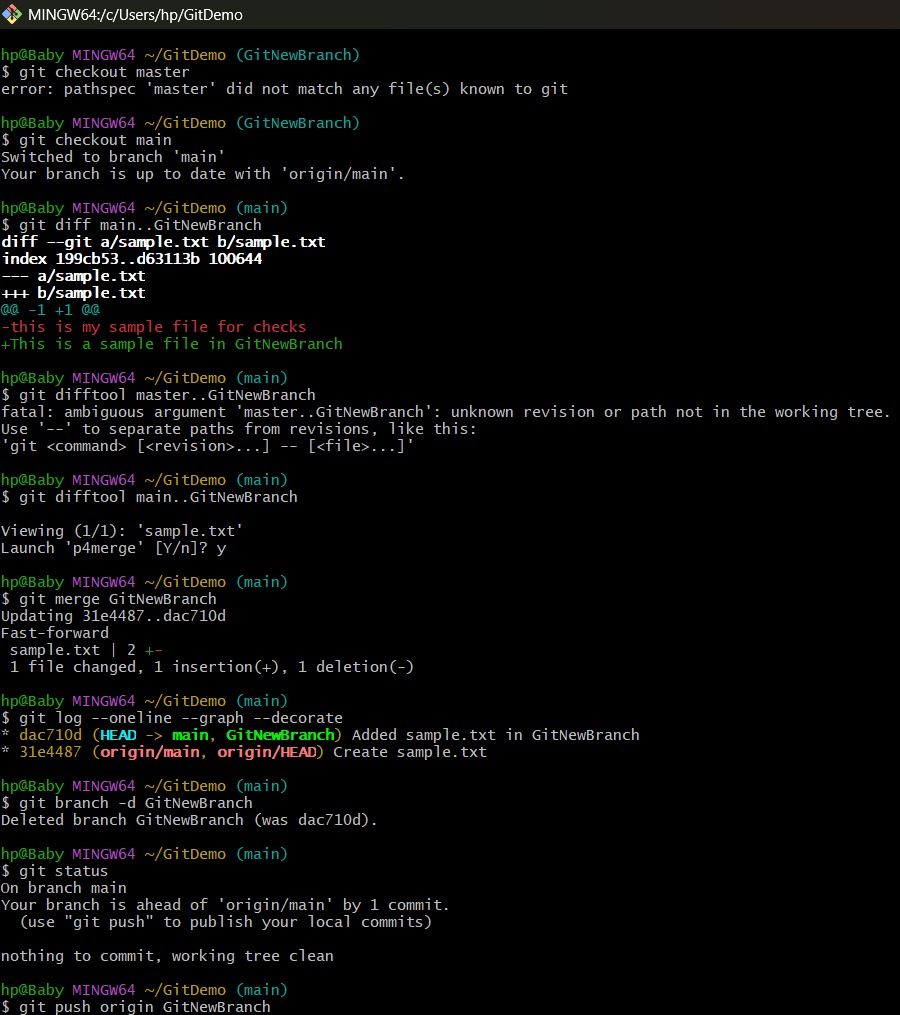 MINGW64:/c/Users/hp/GitDemo
hp@Baby MINGW64 ~/GitDemo (GitNewBranch)
$ git checkout master
error: pathspec 'master' did not match any file(s) known to git
hp@Baby MINGW64 ~/GitDemo (GitNewBranch)
$ git checkout main
Switched to branch 'main'
Your branch is up to date with 'origin/main'.
hp@Baby MINGW64 ~/GitDemo (main)
$ git diff main..GitNewBranch
diff --git a/sample.txt b/sample.txt
index 199cb53..d63113b 100644
--- a/sample.txt
+++ b/sample.txt
@@ -1 +1 @@
-this is my sample file for checks
+This is a sample file in GitNewBranch
hp@Baby MINGW64 ~/GitDemo (main)
$ git difftool master..GitNewBranch
fatal: ambiguous argument 'master..GitNewBranch': unknown revision or path not in the working tree.
Use '--' to separate paths from revisions, like this:
'git <command> [<revision>...] -- [<file>...]'
hp@Baby MINGW64 ~/GitDemo (main)
$ git difftool main..GitNewBranch
Viewing (1/1): 'sample.txt'
Launch 'p4merge' [Y/n]? y
hp@Baby MINGW64 ~/GitDemo (main)
$ git merge GitNewBranch
Updating 31e4487..dac710d
Fast-forward
 sample.txt | 2 +-
 1 file changed, 1 insertion(+), 1 deletion(-)
hp@Baby MINGW64 ~/GitDemo (main)
$ git log --oneline --graph --decorate
* dac710d (HEAD -> main, GitNewBranch) Added sample.txt in GitNewBranch
* 31e4487 (origin/main, origin/HEAD) Create sample.txt
hp@Baby MINGW64 ~/GitDemo (main)
$ git branch -d GitNewBranch
Deleted branch GitNewBranch (was dac710d).
hp@Baby MINGW64 ~/GitDemo (main)
$ git status
On branch main
Your branch is ahead of 'origin/main' by 1 commit.
  (use "git push" to publish your local commits)
nothing to commit, working tree clean
hp@Baby MINGW64 ~/GitDemo (main)
$ git push origin GitNewBranch